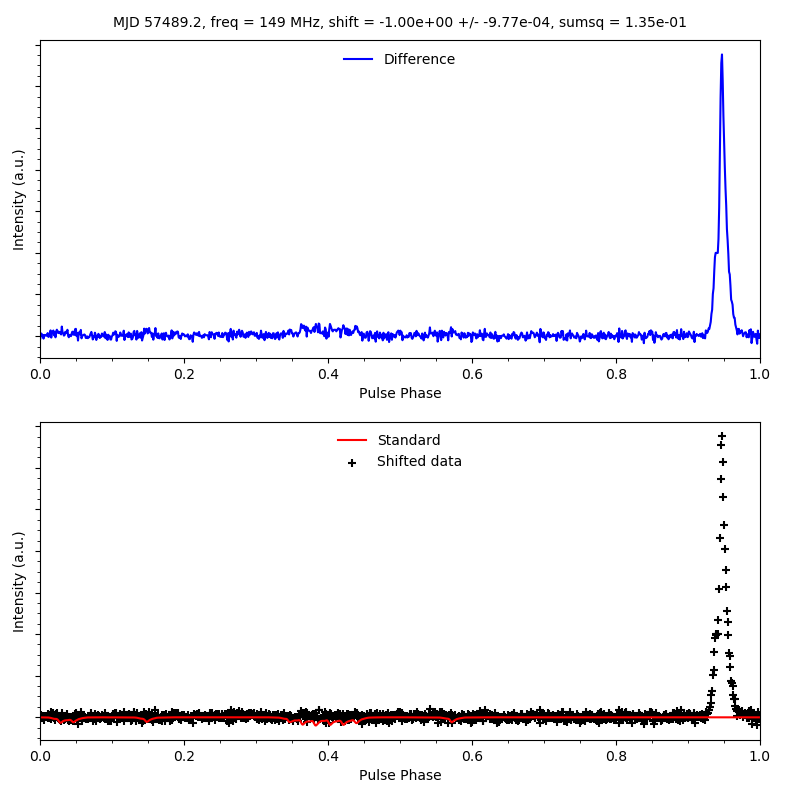 MJD 57489.2, freq = 149 MHz, shift = -1.00e+00 +/- -9.77e-04, sumsq = 1.35e-01
Difference
Intensity (a.u.)
0.0 0.2 0.4 0.6 0.8 1.0
Pulse Phase
Standard
Shifted data
Intensity (a.u.)
0.0 0.2 0.4 0.6 0.8 1.0
Pulse Phase